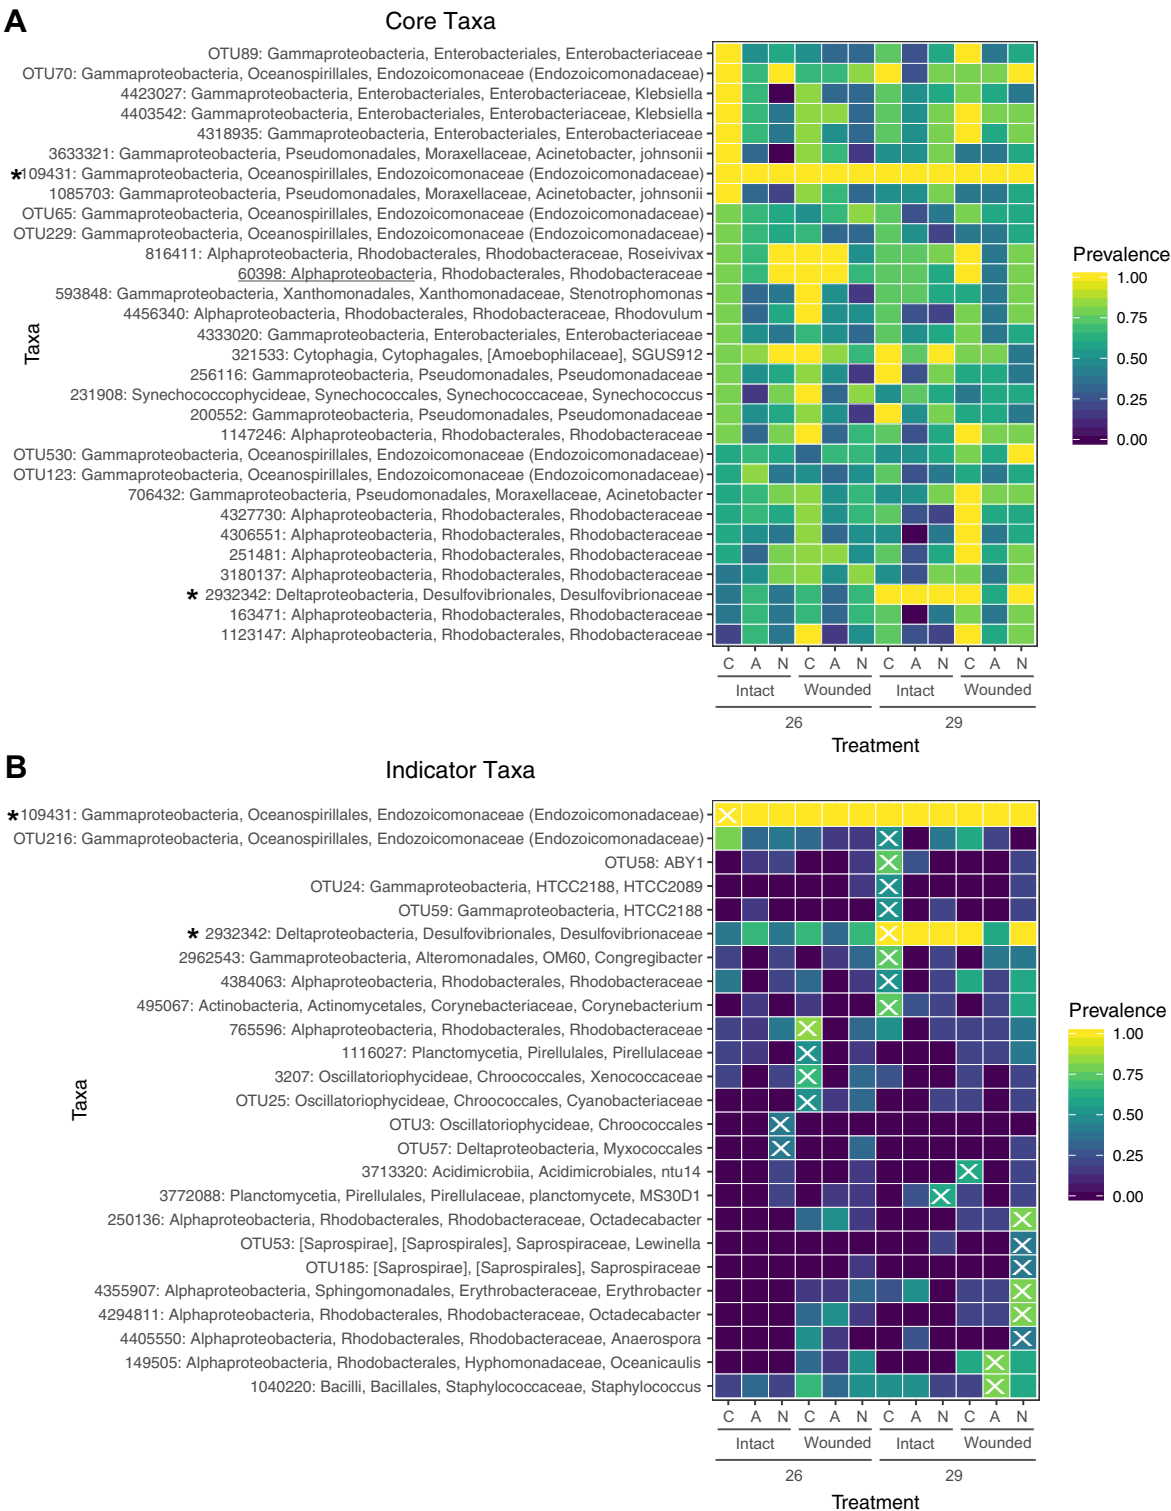 A
Core Taxa
OTU89: Gammaproteobacteria, Enterobacteriales, Enterobacteriaceae
OTU70: Gammaproteobacteria, Oceanospirillales, Endozoicomonaceae (Endozoicomonadaceae)
4423027: Gammaproteobacteria, Enterobacteriales, Enterobacteriaceae, Klebsiella
4403542: Gammaproteobacteria, Enterobacteriales, Enterobacteriaceae, Klebsiella
4318935: Gammaproteobacteria, Enterobacteriales, Enterobacteriaceae
3633321: Gammaproteobacteria, Pseudomonadales, Moraxellaceae, Acinetobacter, johnsonii
*109431: Gammaproteobacteria, Oceanospirillales, Endozoicomonaceae (Endozoicomonadaceae)
1085703: Gammaproteobacteria, Pseudomonadales, Moraxellaceae, Acinetobacter, johnsonii
OTU65: Gammaproteobacteria, Oceanospirillales, Endozoicomonaceae (Endozoicomonadaceae)
OTU229: Gammaproteobacteria, Oceanospirillales, Endozoicomonaceae (Endozoicomonadaceae)
816411: Alphaproteobacteria, Rhodobacterales, Rhodobacteraceae, Roseivivax
60398: Alphaproteobacteria, Rhodobacterales, Rhodobacteraceae
593848: Gammaproteobacteria, Xanthomonadales, Xanthomonadaceae, Stenotrophomonas
4456340: Alphaproteobacteria, Rhodobacterales, Rhodobacteraceae, Rhodovulum
4333020: Gammaproteobacteria, Enterobacteriales, Enterobacteriaceae
321533: Cytophagia, Cytophagales, [Amoebophilaceae], SGUS912
256116: Gammaproteobacteria, Pseudomonadales, Pseudomonadaceae
231908: Synechococcophycideae, Synechococcales, Synechococcaceae, Synechococcus
200552: Gammaproteobacteria, Pseudomonadales, Pseudomonadaceae
1147246: Alphaproteobacteria, Rhodobacterales, Rhodobacteraceae
OTU530: Gammaproteobacteria, Oceanospirillales, Endozoicomonaceae (Endozoicomonadaceae)
OTU123: Gammaproteobacteria, Oceanospirillales, Endozoicomonaceae (Endozoicomonadaceae)
706432: Gammaproteobacteria, Pseudomonadales, Moraxellaceae, Acinetobacter
4327730: Alphaproteobacteria, Rhodobacterales, Rhodobacteraceae
4306551: Alphaproteobacteria, Rhodobacterales, Rhodobacteraceae
251481: Alphaproteobacteria, Rhodobacterales, Rhodobacteraceae
3180137: Alphaproteobacteria, Rhodobacterales, Rhodobacteraceae
* 2932342: Deltaproteobacteria, Desulfovibrionales, Desulfovibrionaceae
163471: Alphaproteobacteria, Rhodobacterales, Rhodobacteraceae
1123147: Alphaproteobacteria, Rhodobacterales, Rhodobacteraceae
Taxa
C A N C A N C A N C A N
Intact Wounded Intact Wounded
26 29
Treatment
Prevalence
1.00
0.75
0.50
0.25
0.00
B
Indicator Taxa
*109431: Gammaproteobacteria, Oceanospirillales, Endozoicomonaceae (Endozoicomonadaceae)
OTU216: Gammaproteobacteria, Oceanospirillales, Endozoicomonaceae (Endozoicomonadaceae)
OTU58: ABY1
OTU24: Gammaproteobacteria, HTCC2188, HTCC2089
OTU59: Gammaproteobacteria, HTCC2188
* 2932342: Deltaproteobacteria, Desulfovibrionales, Desulfovibrionaceae
2962543: Gammaproteobacteria, Alteromonadales, OM60, Congregibacter
4384063: Alphaproteobacteria, Rhodobacterales, Rhodobacteraceae
495067: Actinobacteria, Actinomycetales, Corynebacteriaceae, Corynebacterium
765596: Alphaproteobacteria, Rhodobacterales, Rhodobacteraceae
1116027: Planctomycetia, Pirellulales, Pirellulaceae
3207: Oscillatoriophycideae, Chroococcales, Xenococcaceae
OTU25: Oscillatoriophycideae, Chroococcales, Cyanobacteriaceae
OTU3: Oscillatoriophycideae, Chroococcales
OTU57: Deltaproteobacteria, Myxococcales
3713320: Acidimicrobiia, Acidimicrobiales, ntu14
3772088: Planctomycetia, Pirellulales, Pirellulaceae, planctomycete, MS30D1
250136: Alphaproteobacteria, Rhodobacterales, Rhodobacteraceae, Octadecabacter
OTU53: [Saprospirae], [Saprospirales], Saprospiraceae, Lewinella
OTU185: [Saprospirae], [Saprospirales], Saprospiraceae
4355907: Alphaproteobacteria, Sphingomonadales, Erythrobacteraceae, Erythrobacter
4294811: Alphaproteobacteria, Rhodobacterales, Rhodobacteraceae, Octadecabacter
4405550: Alphaproteobacteria, Rhodobacterales, Rhodobacteraceae, Anaerospora
149505: Alphaproteobacteria, Rhodobacterales, Hyphomonadaceae, Oceanicaulis
1040220: Bacilli, Bacillales, Staphylococcaceae, Staphylococcus
Taxa
C A N C A N C A N C A N
Intact Wounded Intact Wounded
26 29
Treatment
Prevalence
1.00
0.75
0.50
0.25
0.00